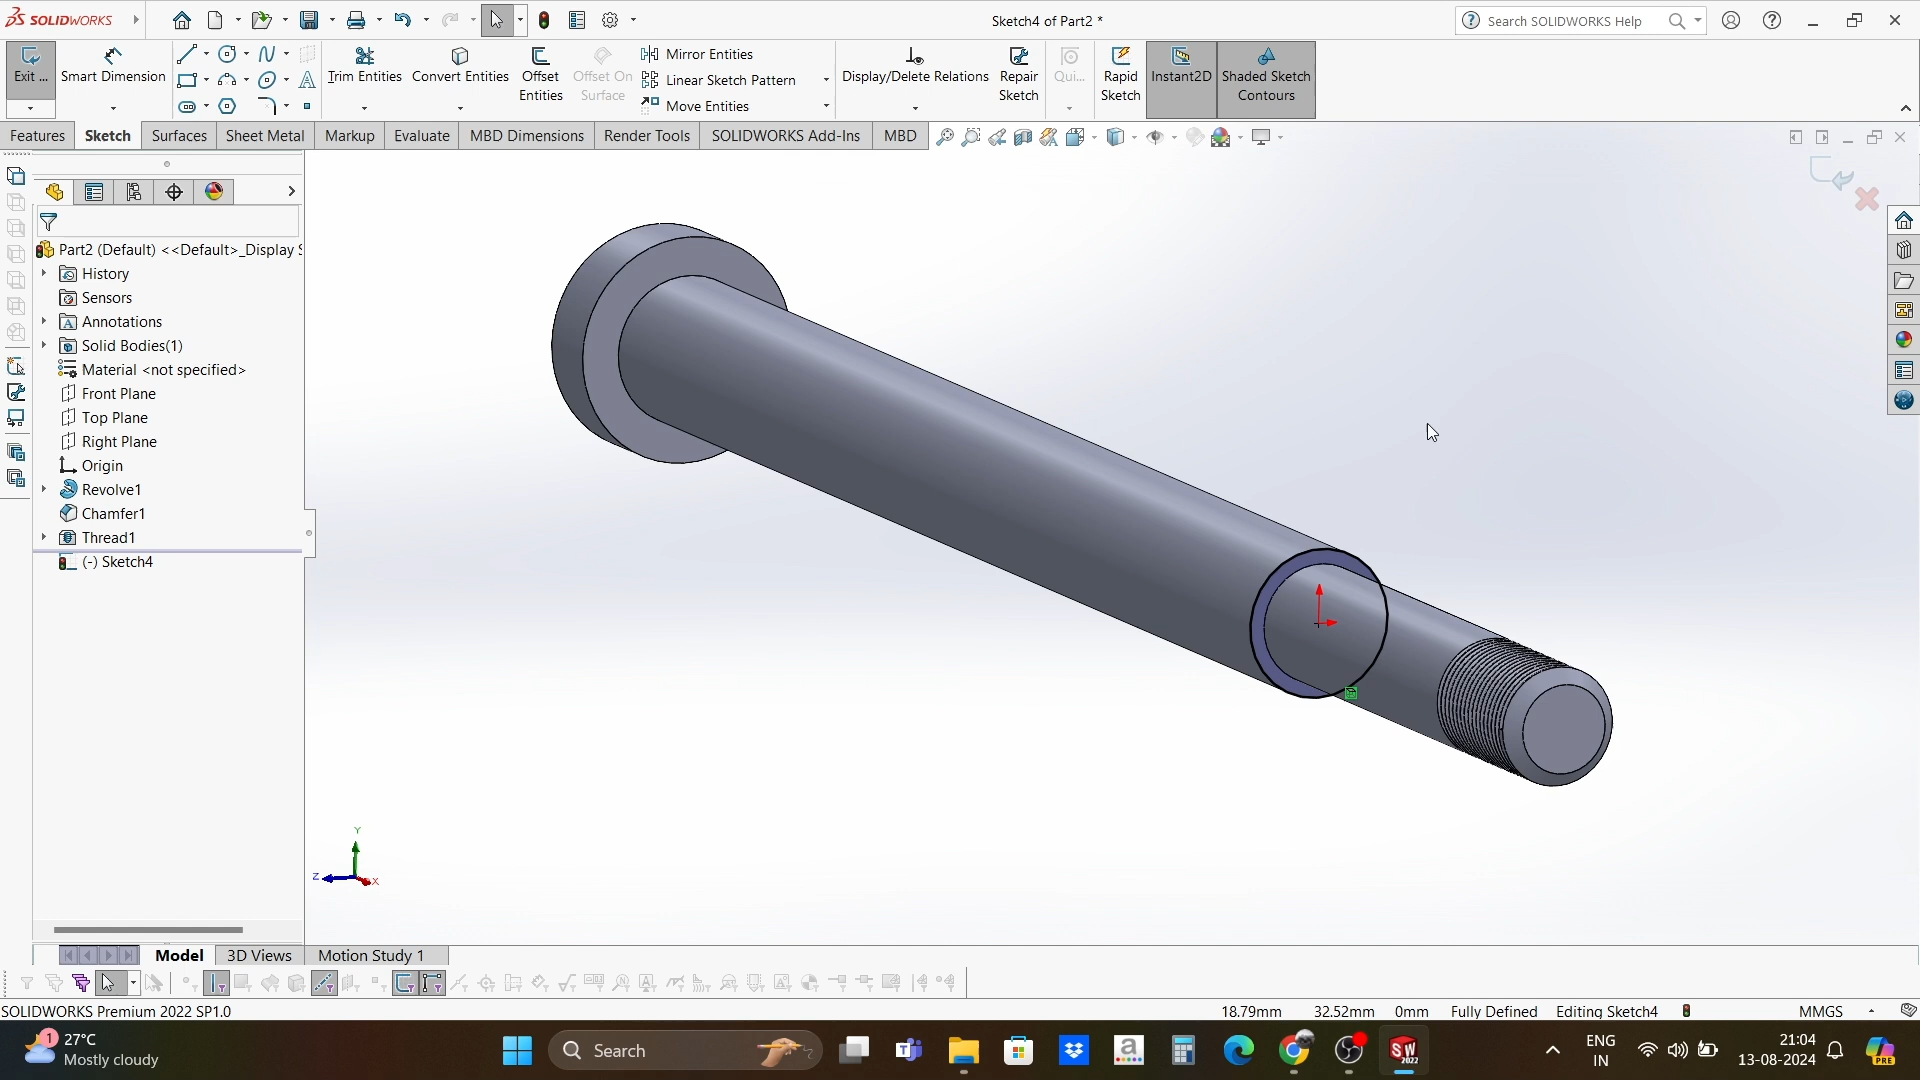 SOLIDWORKS
Sketch4 of Part2 *
Search SOLIDWORKS Help
Exit ...
Smart Dimension
Trim Entities
Convert Entities
Offset Entities
Offset On Surface
Mirror Entities
Linear Sketch Pattern
Move Entities
Display/Delete Relations
Repair Sketch
Qui...
Rapid Sketch
Instant2D
Shaded Sketch Contours
Features
Sketch
Surfaces
Sheet Metal
Markup
Evaluate
MBD Dimensions
Render Tools
SOLIDWORKS Add-Ins
MBD
Part2 (Default) <<Default>_Display S
History
Sensors
Annotations
Solid Bodies(1)
Material <not specified>
Front Plane
Top Plane
Right Plane
Origin
Revolve1
Chamfer1
Thread1
(-) Sketch4
Y
Z
X
Model
3D Views
Motion Study 1
SOLIDWORKS Premium 2022 SP1.0
18.79mm
32.52mm
0mm
Fully Defined
Editing Sketch4
MMGS
1
27°C
Mostly cloudy
Search
SW
2022
ENG
IN
21:04
13-08-2024
PRE